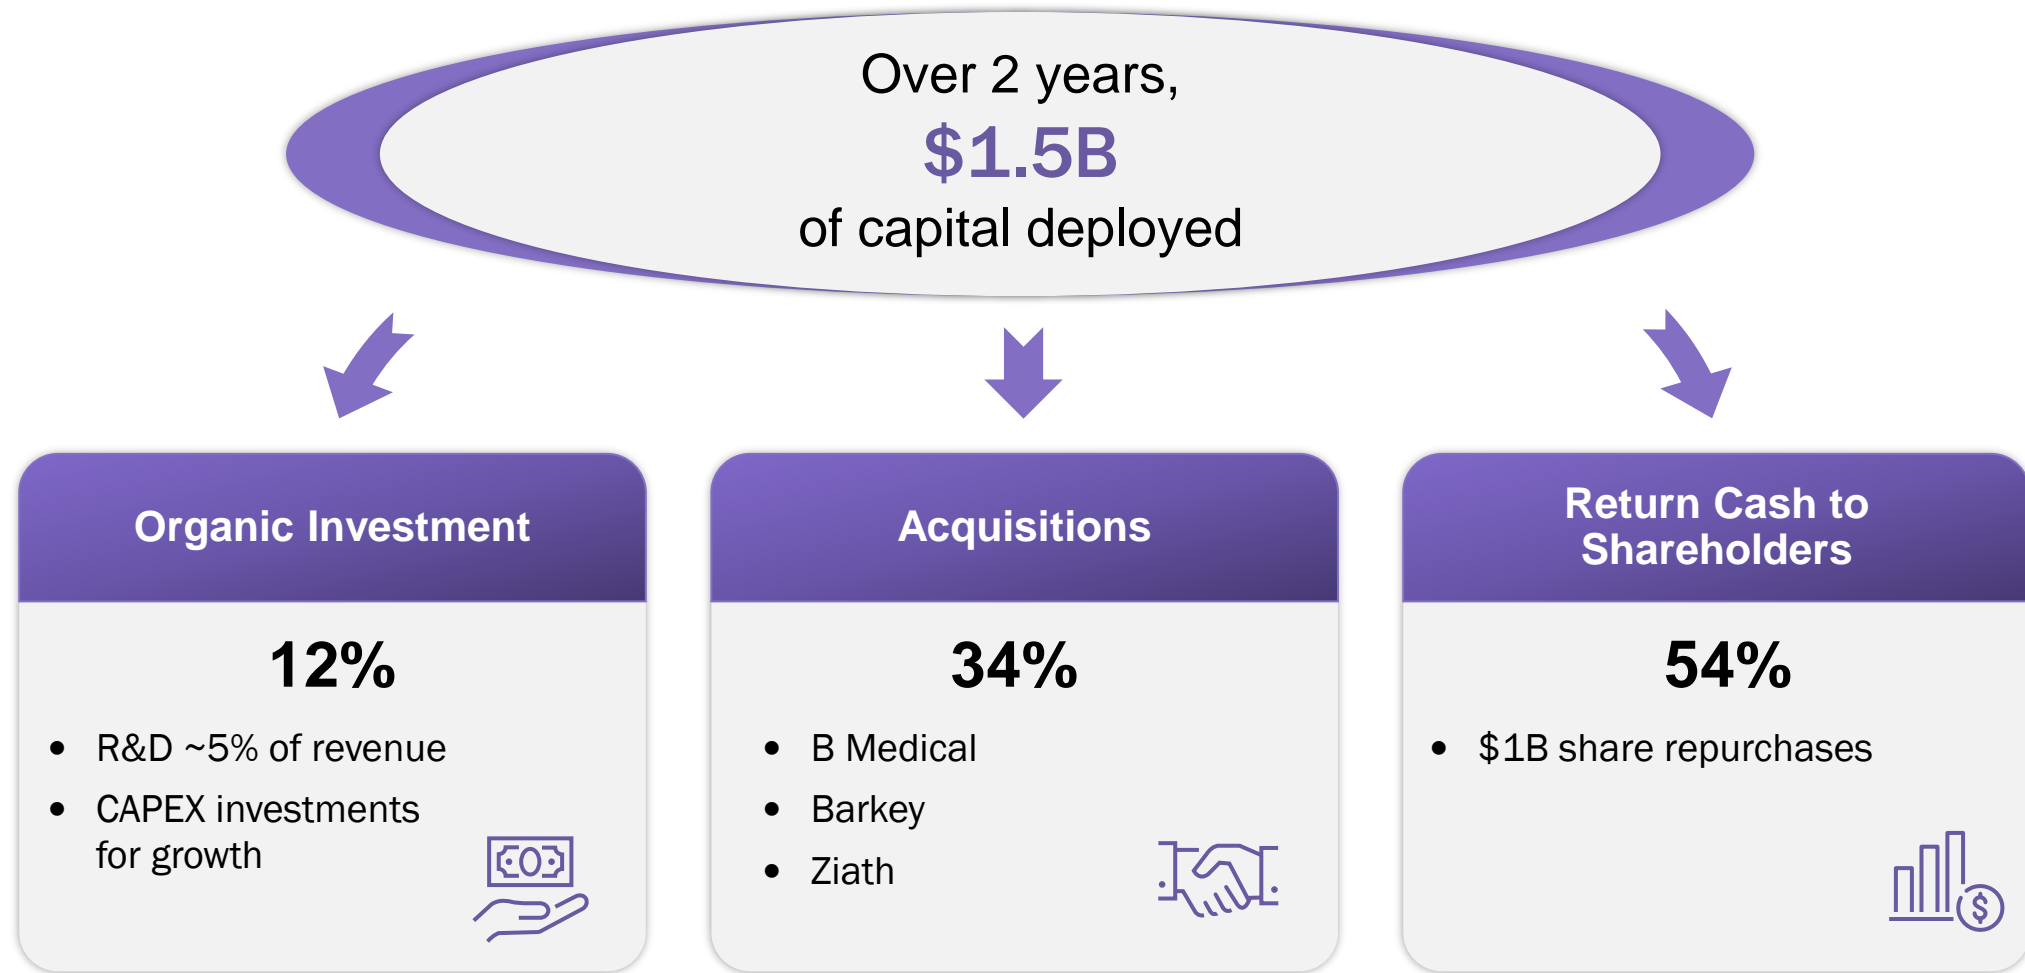 Over 2 years,
$1.5B
of capital deployed
Organic Investment
12%
• R&D ~5% of revenue
• CAPEX investments
for growth
Acquisitions
34%
• B Medical
• Barkey
• Ziath
Return Cash to
Shareholders
54%
• $1B share repurchases
$